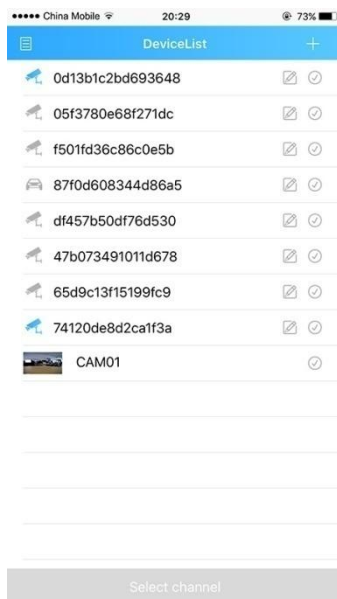 China Mobile 20:29 73%
DeviceList
0d13b1c2bd693648
05f3780e68f271dc
f501fd36c86c0e5b
87f0d608344d86a5
df457b50df76d530
47b073491011d678
65d9c13f15199fc9
74120de8d2ca1f3a
CAM01
Select channel